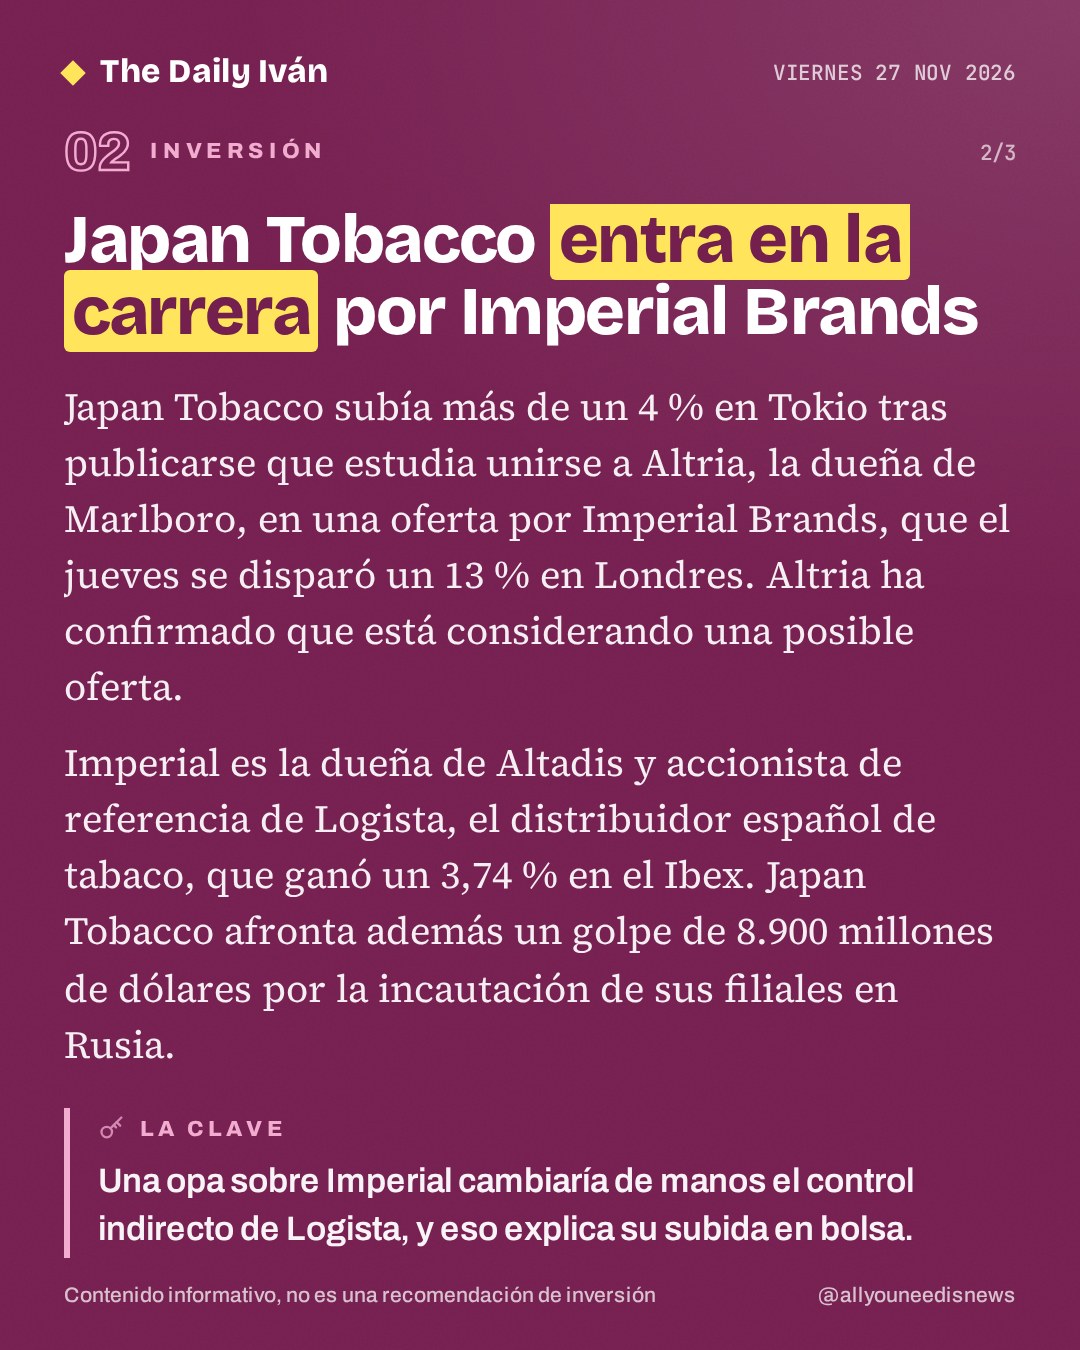 The Daily Iván
VIERNES 27 NOV 2026
02 INVERSIÓN
2/3
Japan Tobacco entra en la
carrera por Imperial Brands
Japan Tobacco subía más de un 4 % en Tokio tras
publicarse que estudia unirse a Altria, la dueña de
Marlboro, en una oferta por Imperial Brands, que el
jueves se disparó un 13 % en Londres. Altria ha
confirmado que está considerando una posible
oferta.
Imperial es la dueña de Altadis y accionista de
referencia de Logista, el distribuidor español de
tabaco, que ganó un 3,74 % en el Ibex. Japan
Tobacco afronta además un golpe de 8.900 millones
de dólares por la incautación de sus filiales en
Rusia.
LA CLAVE
Una opa sobre Imperial cambiaría de manos el control
indirecto de Logista, y eso explica su subida en bolsa.
Contenido informativo, no es una recomendación de inversión
@allyouneedisnews